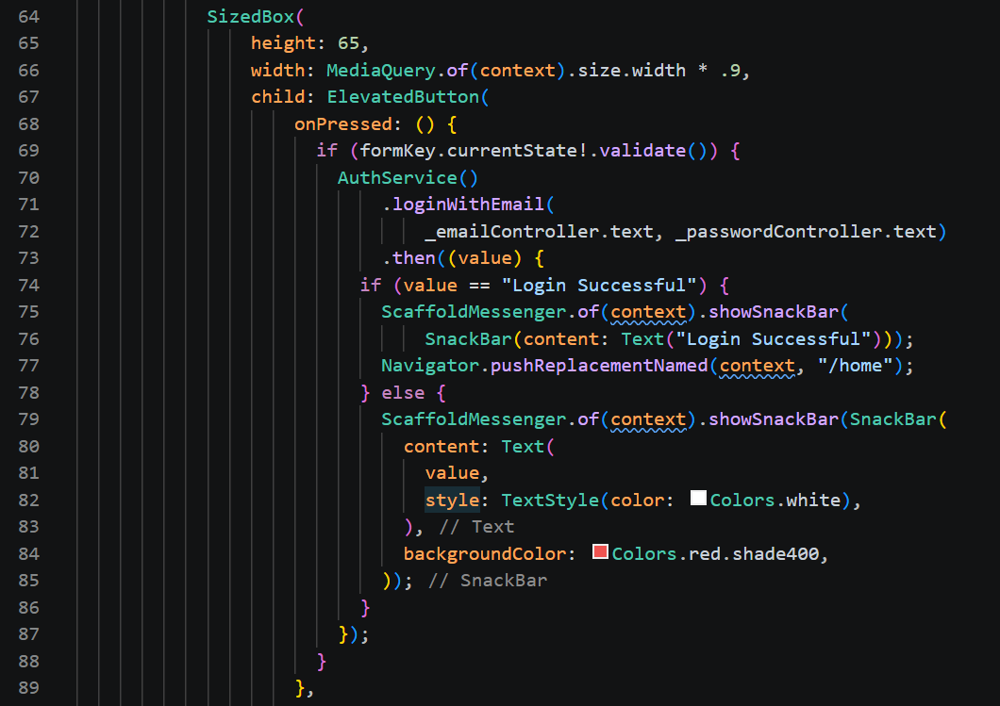 64 SizedBox(
65 height: 65,
66 width: MediaQuery.of(context).size.width * .9,
67 child: ElevatedButton(
68 onPressed: () {
69 if (formKey.currentState!.validate()) {
70 AuthService()
71 .loginWithEmail(
72 _emailController.text, _passwordController.text)
73 .then((value) {
74 if (value == "Login Successful") {
75 ScaffoldMessenger.of(context).showSnackBar(
76 SnackBar(content: Text("Login Successful")));
77 Navigator.pushReplacementNamed(context, "/home");
78 } else {
79 ScaffoldMessenger.of(context).showSnackBar(SnackBar(
80 content: Text(
81 value,
82 style: TextStyle(color: Colors.white),
83 ), // Text
84 backgroundColor: Colors.red.shade400,
85 )); // SnackBar
86 }
87 });
88 }
89 },